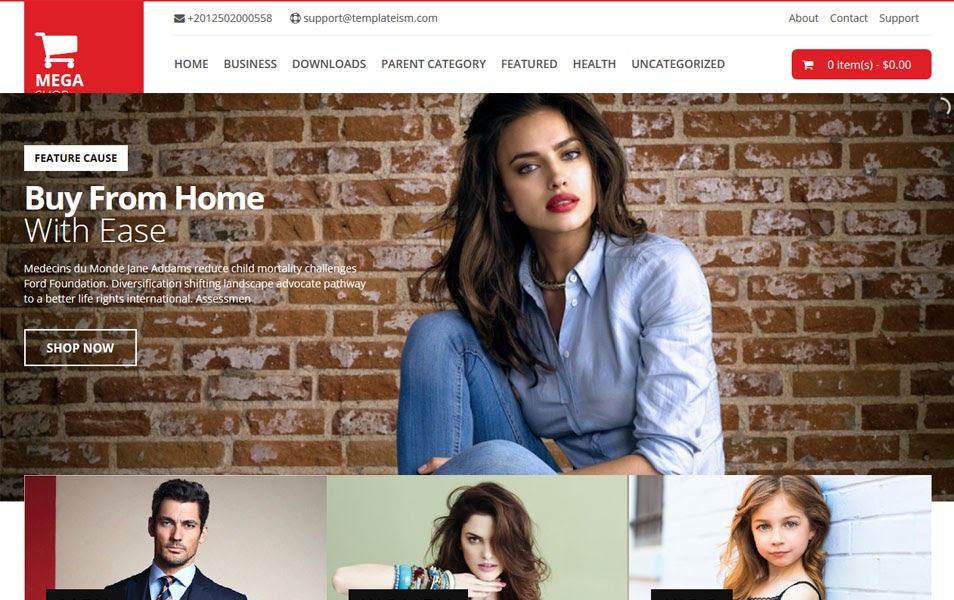 +2012502000558 support@templateism.com
About Contact Support
MEGA
SHOP
HOME BUSINESS DOWNLOADS PARENT CATEGORY FEATURED HEALTH UNCATEGORIZED
0 item(s) - $0.00
FEATURE CAUSE
Buy From Home
With Ease
Medecins du Monde Jane Addams reduce child mortality challenges
Ford Foundation. Diversification shifting landscape advocate pathway
to a better life rights international. Assessmen
SHOP NOW